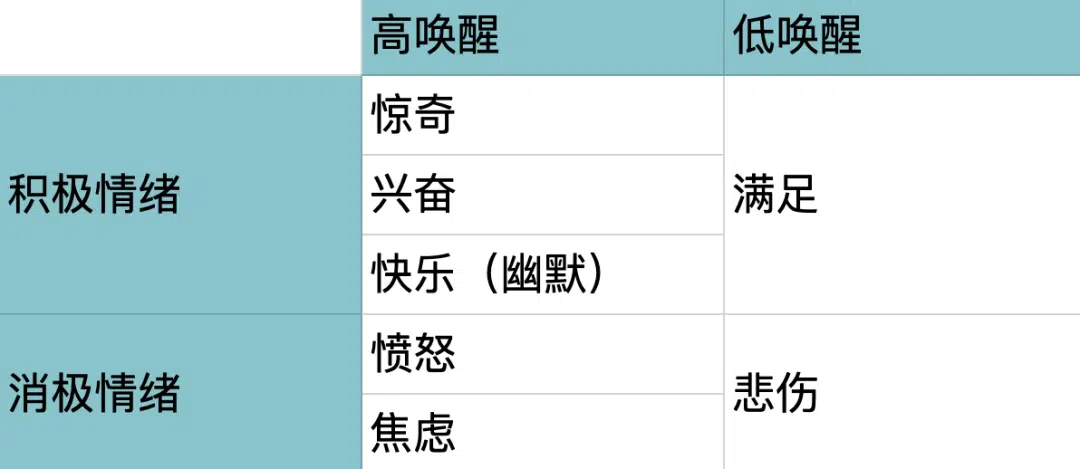 高唤醒 低唤醒
惊奇
积极情绪 兴奋 满足
快乐（幽默）
愤怒
消极情绪 悲伤
焦虑